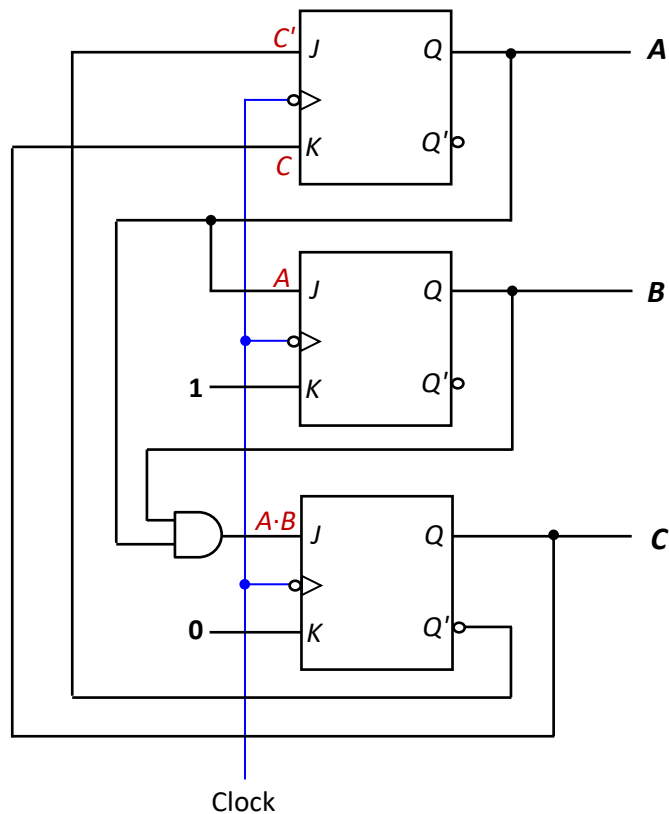 C' J Q A
K Q'
C
A J Q B
1 K Q'
A·B J Q C
0 K Q'
Clock